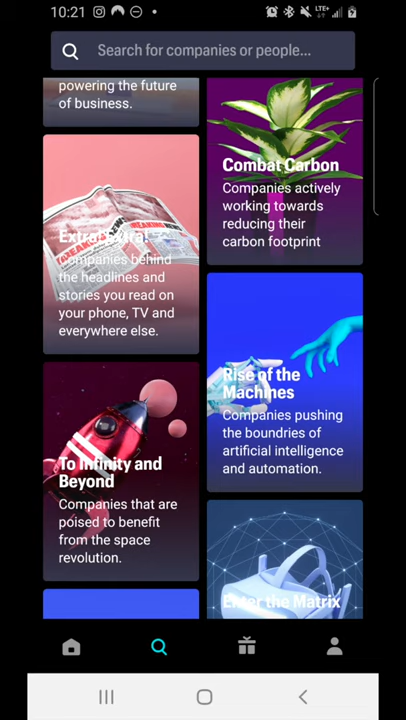 10:21
LTE+
Search for companies or people...
powering the future
of business.
Extra! Extra!
Companies behind
the headlines and
stories you read on
your phone, TV and
everywhere else.
To Infinity and
Beyond
Companies that are
poised to benefit
from the space
revolution.
Combat Carbon
Companies actively
working towards
reducing their
carbon footprint
Rise of the
Machines
Companies pushing
the boundries of
artificial intelligence
and automation.
Enter the Matrix